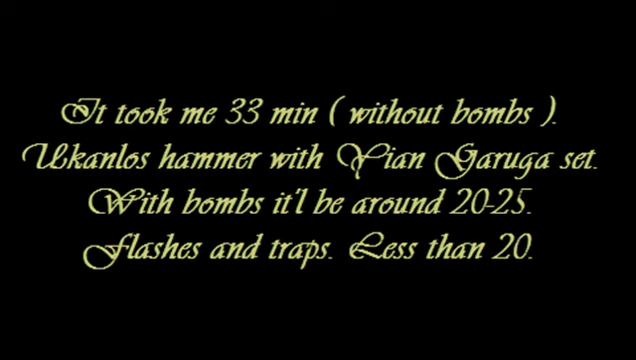 It took me 33 min ( without bombs ).
Ukanlos hammer with Yian Garuga set.
With bombs it'l be around 20-25.
Flashes and traps. Less than 20.